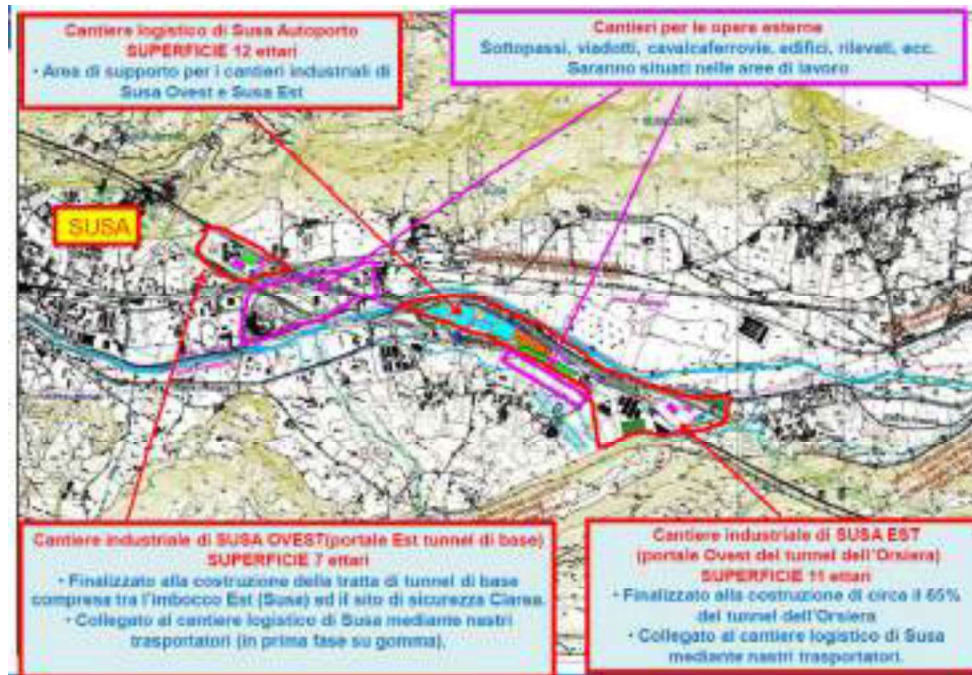 Cantiere logistico di Susa Autoporto
SUPERFICIE 12 ettari
• Area di supporto per i cantieri industriali di
Susa Ovest e Susa Est
Cantieri per le opere esterne
Sottopassi, viadotti, cavalcaferrovie, edifici, rilevati, ecc.
Saranno situati nelle aree di lavoro
SUSA
Cantiere industriale di SUSA OVEST(portale Est tunnel di base)
SUPERFICIE 7 ettari
• Finalizzato alla costruzione della tratta di tunnel di base
compresa tra l'imbocco Est (Susa) ed il sito di sicurezza Clarea.
• Collegato al cantiere logistico di Susa mediante nastri
trasportatori (in prima fase su gomma).
Cantiere industriale di SUSA EST
(portale Ovest del tunnel dell'Orsiera)
SUPERFICIE 11 ettari
• Finalizzato alla costruzione di circa il 65%
del tunnel dell'Orsiera
• Collegato al cantiere logistico di Susa
mediante nastri trasportatori.